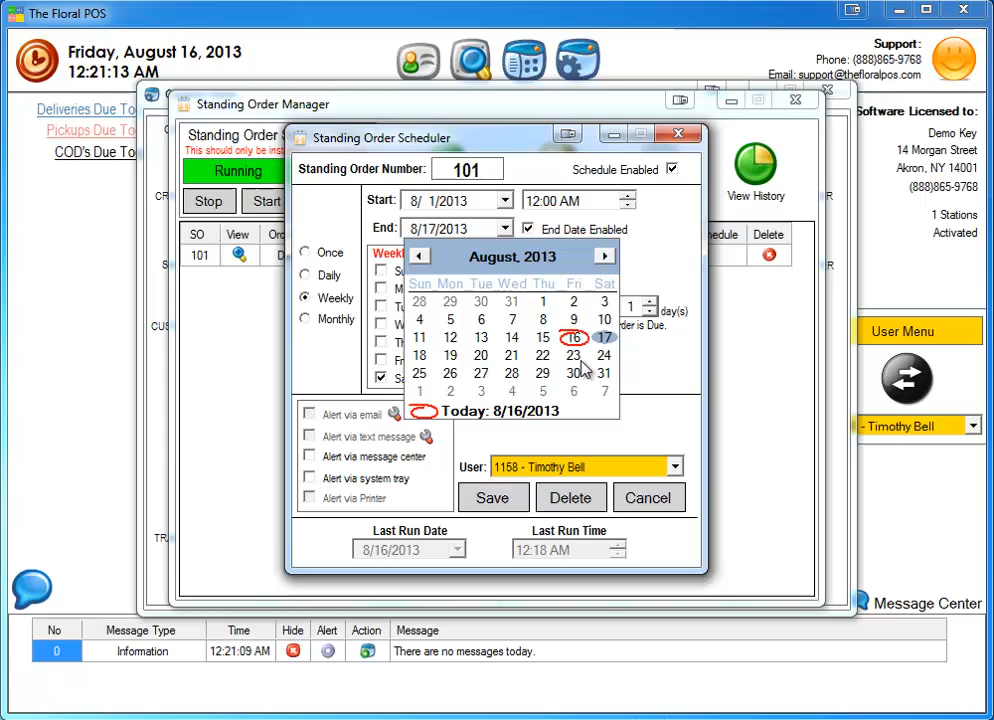 The Floral POS
Friday, August 16, 2013
12:21:13 AM
Support:
Phone: (888)865-768
Email: support@thefloralpos.com
Deliveries Due To
Pickups Due To
COD's Due To
Software Licensed to:
Demo Key
14 Morgan Street
Akron, NY 14001
(888)865-9768
1 Stations
Activated
Standing Order Manager
Standing Order
This should only be ins
Running
Stop
Start
View History
SO
View
Delete
101
Standing Order Scheduler
Standing Order Number:
101
Schedule Enabled
Start:
8/ 1/2013
12:00 AM
End:
8/17/2013
End Date Enabled
Once
Daily
Weekly
Monthly
August, 2013
Sun Mon Tue Wed Thu Fri Sat
28 29 30 31 1 2 3
4 5 6 7 8 9 10
11 12 13 14 15 16 17
18 19 20 21 22 23 24
25 26 27 28 29 30 31
1 2 3 4 5 6 7
Today: 8/16/2013
1
day(s)
Alert via email
Alert via text message
Alert via message center
Alert via system tray
Alert via Printer
User:
1158 - Timothy Bell
Save
Delete
Cancel
Last Run Date
Last Run Time
8/16/2013
12:18 AM
User Menu
- Timothy Bell
Message Center
No
Message Type
Time
Hide
Alert
Action
Message
0
Information
12:21:09 AM
There are no messages today.